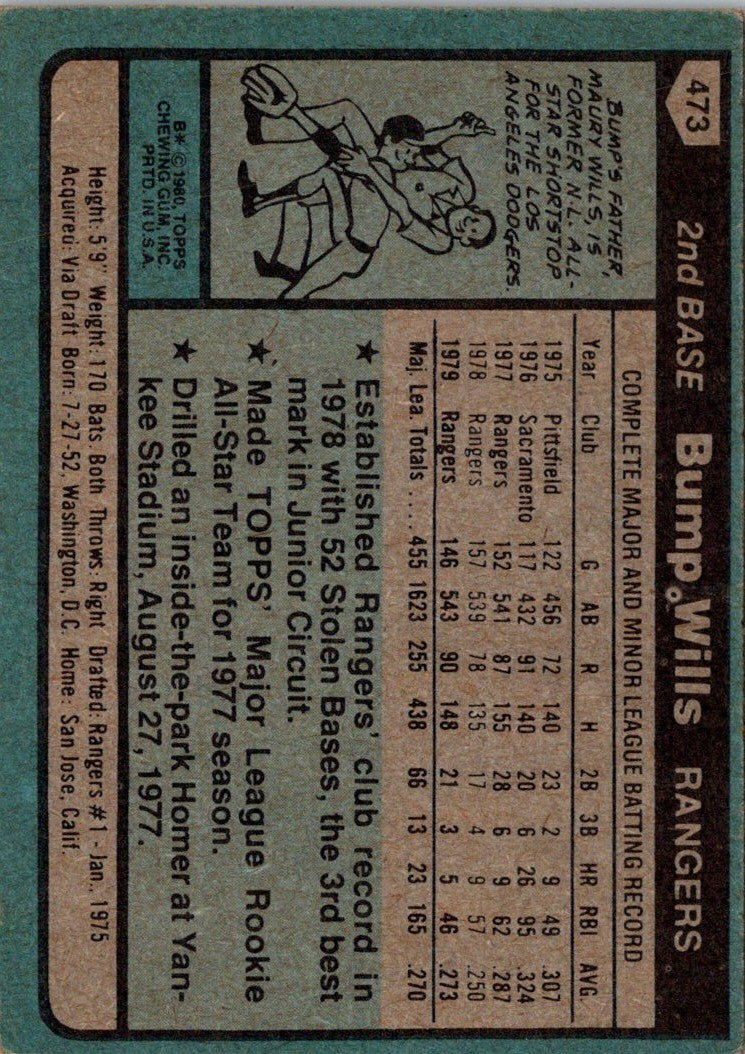 473
2nd BASE Bump Wills RANGERS
BUMP'S FATHER,
MAURY WILLS, IS
FORMER N.L. ALL-
STAR SHORTSTOP
FOR THE LOS
ANGELES DODGERS.
B* © 1980, TOPPS
CHEWING GUM, INC.
PRTD. IN U.S.A.
COMPLETE MAJOR AND MINOR LEAGUE BATTING RECORD
Year Club G AB R H 2B 3B HR RBI AVG.
1975 Pittsfield 122 456 72 140 23 2 9 49 .307
1976 Sacramento 117 432 91 140 20 6 26 95 .324
1977 Rangers 152 541 87 155 28 6 9 62 .287
1978 Rangers 157 539 78 135 17 4 9 57 .250
1979 Rangers 146 543 90 148 21 3 5 46 .273
Maj. Lea. Totals .... 455 1623 255 438 66 13 23 165 .270
★ Established Rangers' club record in
1978 with 52 Stolen Bases, the 3rd best
mark in Junior Circuit.
★ Made TOPPS' Major League Rookie
All-Star Team for 1977 season.
★ Drilled an inside-the-park Homer at Yan-
kee Stadium, August 27, 1977.
Height: 5'9" Weight: 170 Bats: Both Throws: Right Drafted: Rangers #1 - Jan., 1975
Acquired: Via Draft Born: 7-27-52, Washington, D.C. Home: San Jose, Calif.